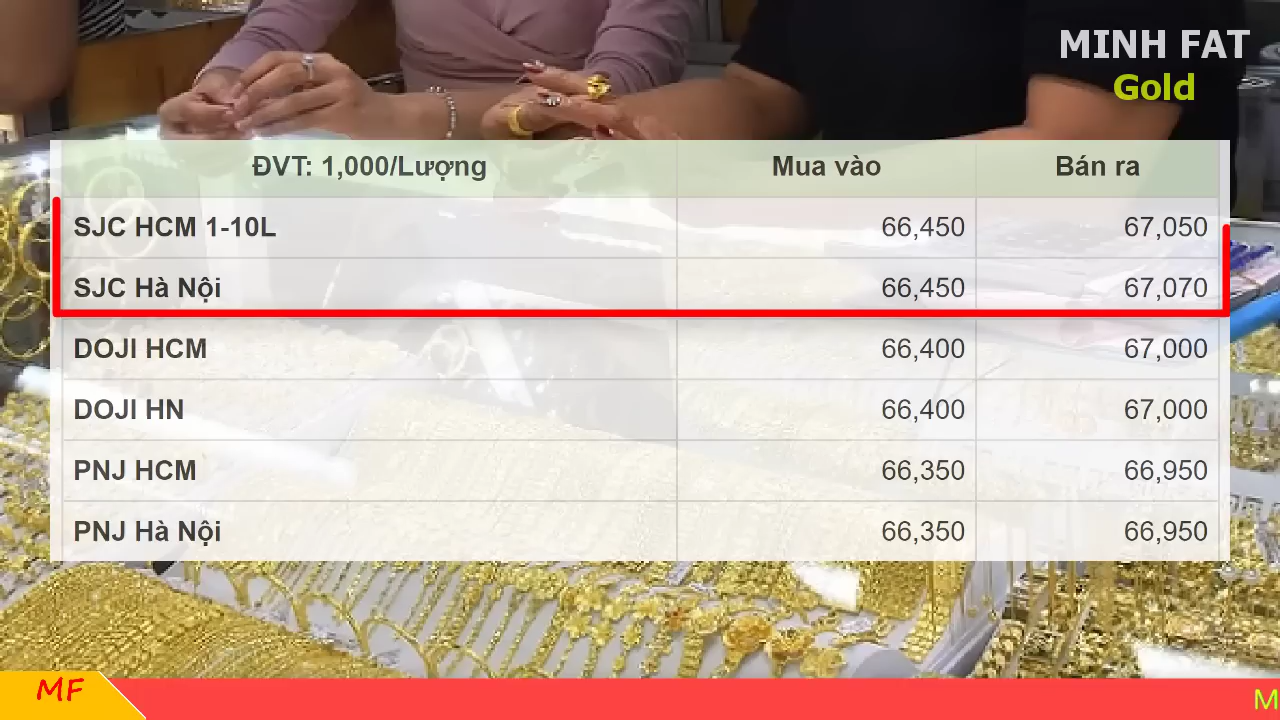 MINH FAT
Gold
ĐVT: 1,000/Lượng Mua vào Bán ra
SJC HCM 1-10L 66,450 67,050
SJC Hà Nội 66,450 67,070
DOJI HCM 66,400 67,000
DOJI HN 66,400 67,000
PNJ HCM 66,350 66,950
PNJ Hà Nội 66,350 66,950
MF
M